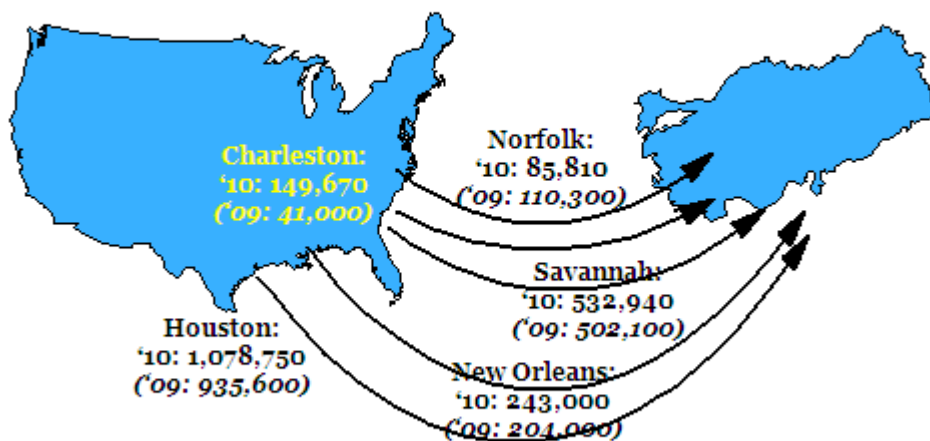 Norfolk:
‘10: 85,810
(‘09: 110,300)
Charleston:
‘10: 149,670
(‘09: 41,000)
Savannah:
‘10: 532,940
(‘09: 502,100)
Houston:
‘10: 1,078,750
(‘09: 935,600)
New Orleans:
‘10: 243,000
(‘09: 204,000)